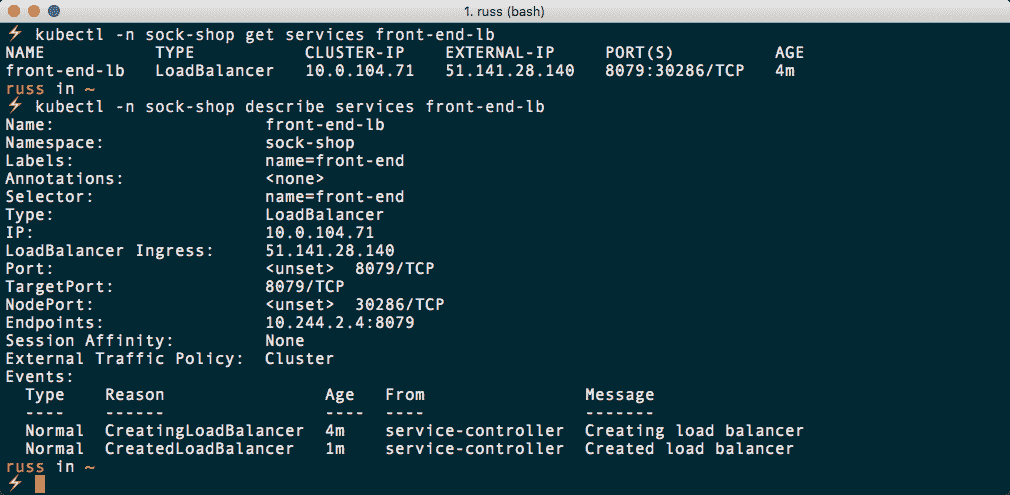 1. russ (bash)
⚡ kubectl -n sock-shop get services front-end-lb
NAME           TYPE           CLUSTER-IP    EXTERNAL-IP     PORT(S)          AGE
front-end-lb   LoadBalancer   10.0.104.71   51.141.28.140   8079:30286/TCP   4m
russ in ~
⚡ kubectl -n sock-shop describe services front-end-lb
Name:                     front-end-lb
Namespace:                sock-shop
Labels:                   name=front-end
Annotations:              <none>
Selector:                 name=front-end
Type:                     LoadBalancer
IP:                       10.0.104.71
LoadBalancer Ingress:     51.141.28.140
Port:                     <unset>  8079/TCP
TargetPort:               8079/TCP
NodePort:                 <unset>  30286/TCP
Endpoints:                10.244.2.4:8079
Session Affinity:         None
External Traffic Policy:  Cluster
Events:
  Type    Reason                Age   From                Message
  ----    ------                ----  ----                -------
  Normal  CreatingLoadBalancer  4m    service-controller  Creating load balancer
  Normal  CreatedLoadBalancer   1m    service-controller  Created load balancer
russ in ~
⚡